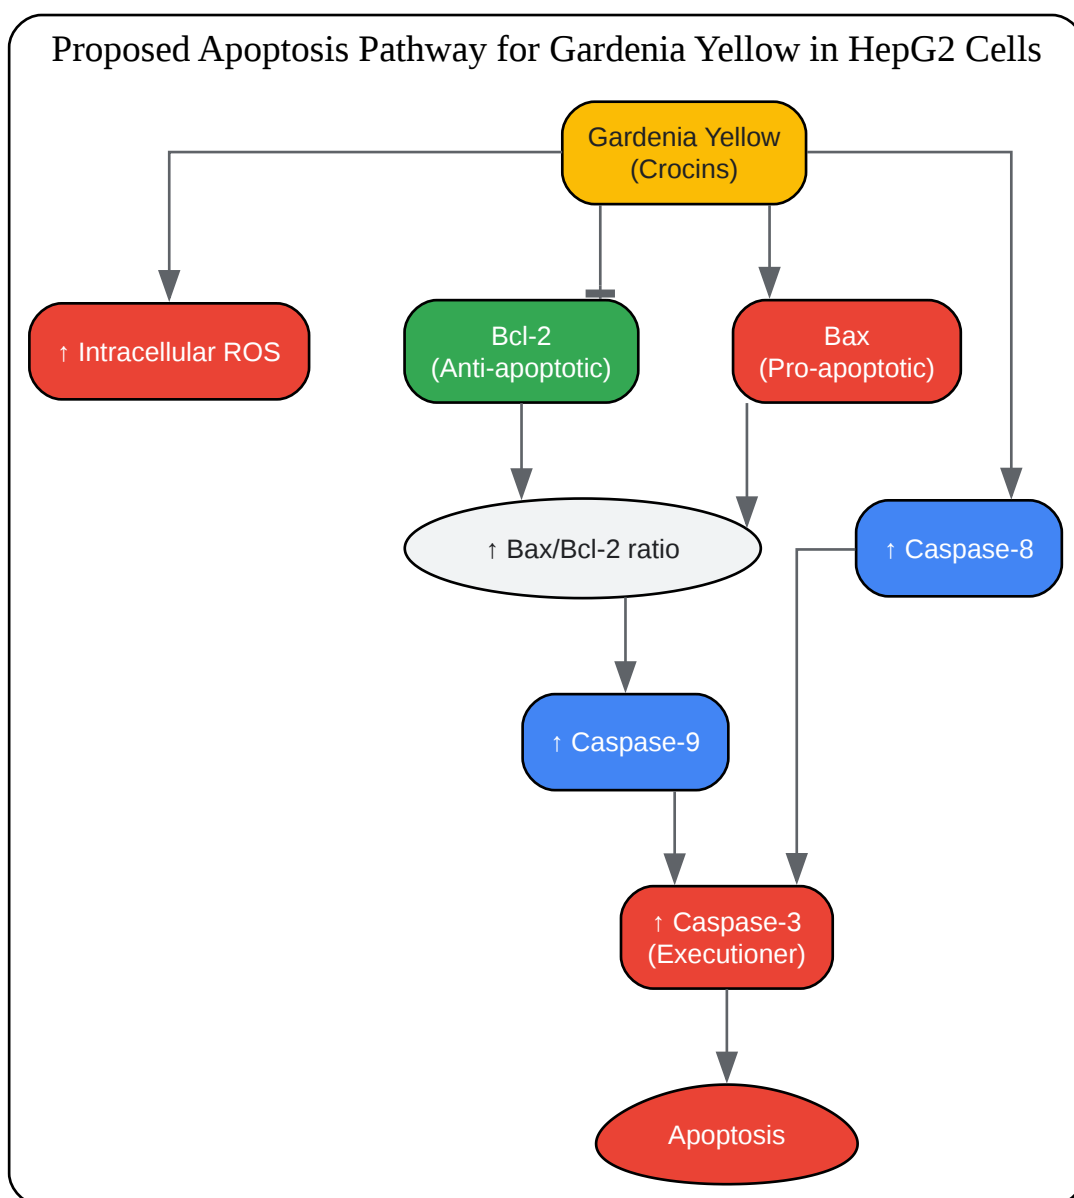 Proposed Apoptosis Pathway for Gardenia Yellow in HepG2 Cells
Gardenia Yellow
(Crocins)
↑ Intracellular ROS
Bcl-2
(Anti-apoptotic)
Bax
(Pro-apoptotic)
↑ Bax/Bcl-2 ratio
↑ Caspase-8
↑ Caspase-9
↑ Caspase-3
(Executioner)
Apoptosis